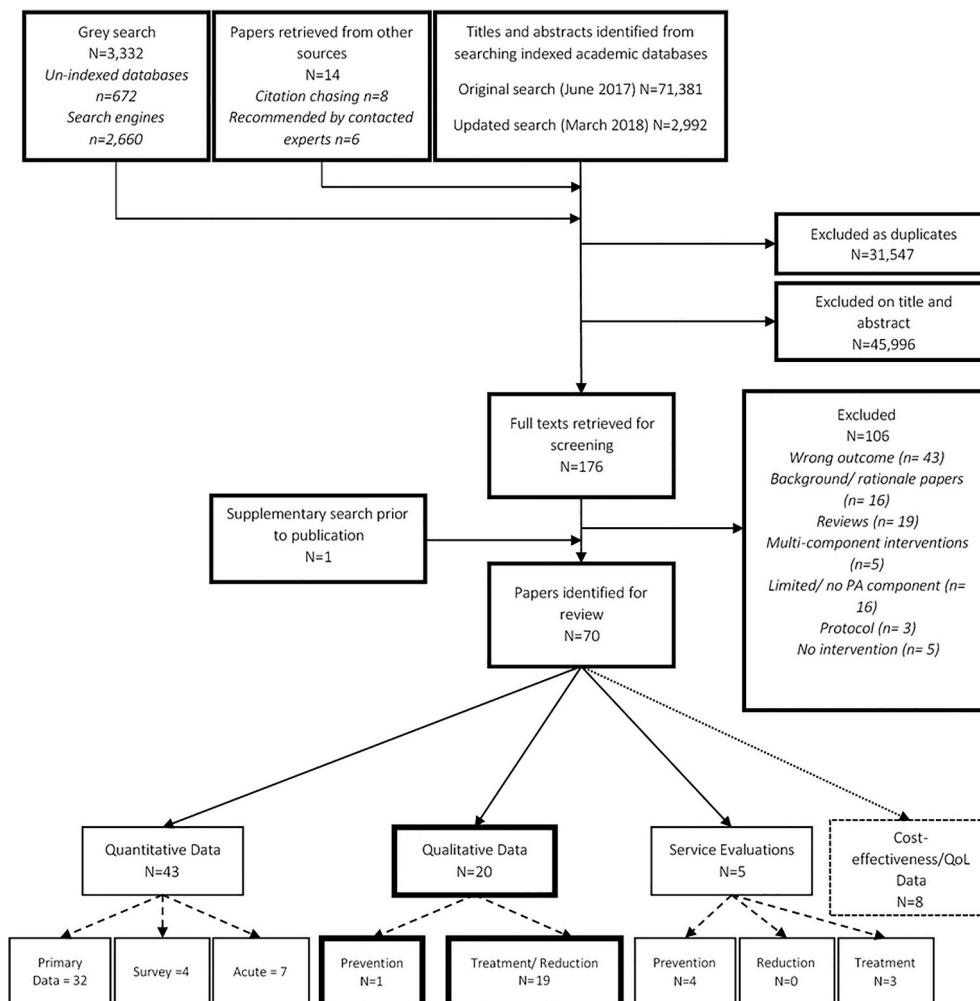 Grey search
N=3,332
Un-indexed databases
n=672
Search engines
n=2,660
Papers retrieved from other
sources
N=14
Citation chasing n=8
Recommended by contacted
experts n=6
Titles and abstracts identified from
searching indexed academic databases
Original search (June 2017) N=71,381
Updated search (March 2018) N=2,992
Excluded as duplicates
N=31,547
Excluded on title and
abstract
N=45,996
Full texts retrieved for
screening
N=176
Excluded
N=106
Wrong outcome (n= 43)
Background/ rationale papers
(n= 16)
Reviews (n= 19)
Multi-component interventions
(n=5)
Limited/ no PA component (n=
16)
Protocol (n= 3)
No intervention (n= 5)
Supplementary search prior
to publication
N=1
Papers identified for
review
N=70
Quantitative Data
N=43
Qualitative Data
N=20
Service Evaluations
N=5
Cost-
effectiveness/QoL
Data
N=8
Primary
Data = 32
Survey =4
Acute = 7
Prevention
N=1
Treatment/ Reduction
N=19
Prevention
N=4
Reduction
N=0
Treatment
N=3